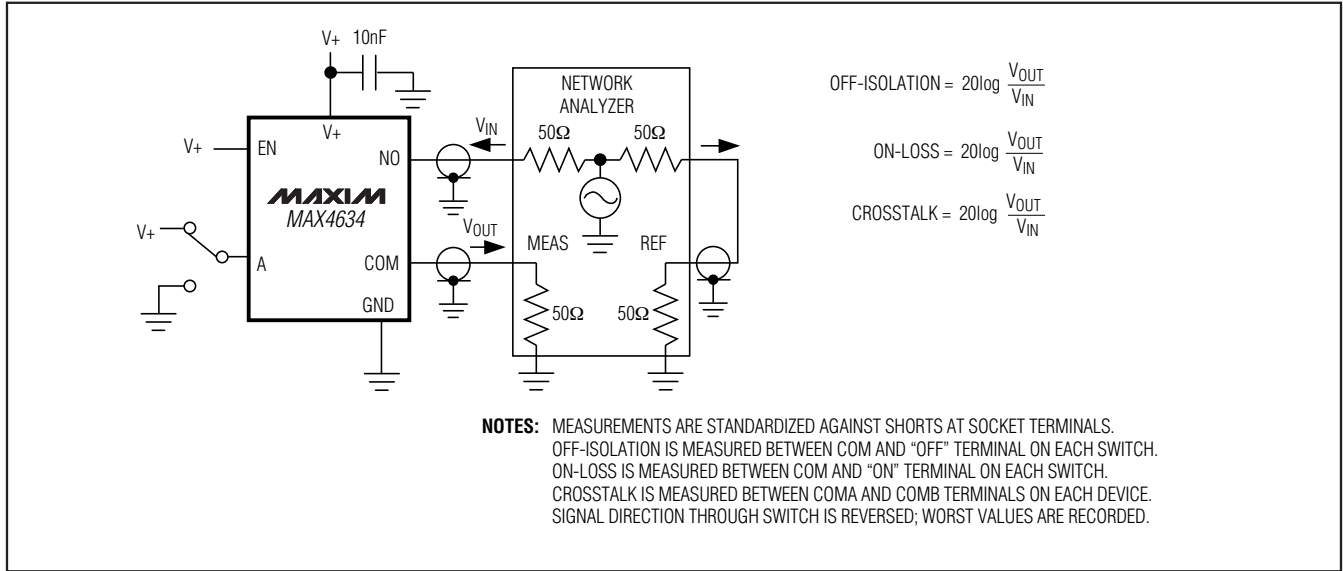 V+ 10nF
V+
V+
EN
NO
MAXIM
MAX4634
V+
A
COM
GND
VIN
VOUT
NETWORK
ANALYZER
50Ω
50Ω
MEAS
REF
50Ω
50Ω
OFF-ISOLATION = 20log VOUT
VIN
ON-LOSS = 20log VOUT
VIN
CROSSTALK = 20log VOUT
VIN
NOTES: MEASUREMENTS ARE STANDARDIZED AGAINST SHORTS AT SOCKET TERMINALS.
OFF-ISOLATION IS MEASURED BETWEEN COM AND “OFF” TERMINAL ON EACH SWITCH.
ON-LOSS IS MEASURED BETWEEN COM AND “ON” TERMINAL ON EACH SWITCH.
CROSSTALK IS MEASURED BETWEEN COMA AND COMB TERMINALS ON EACH DEVICE.
SIGNAL DIRECTION THROUGH SWITCH IS REVERSED; WORST VALUES ARE RECORDED.